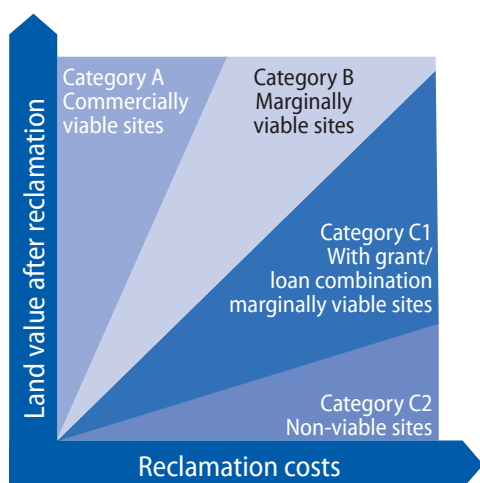 Land value after reclamation
Category A
Commercially
viable sites
Category B
Marginally
viable sites
Category C1
With grant/
loan combination
marginally viable sites
Category C2
Non-viable sites
Reclamation costs